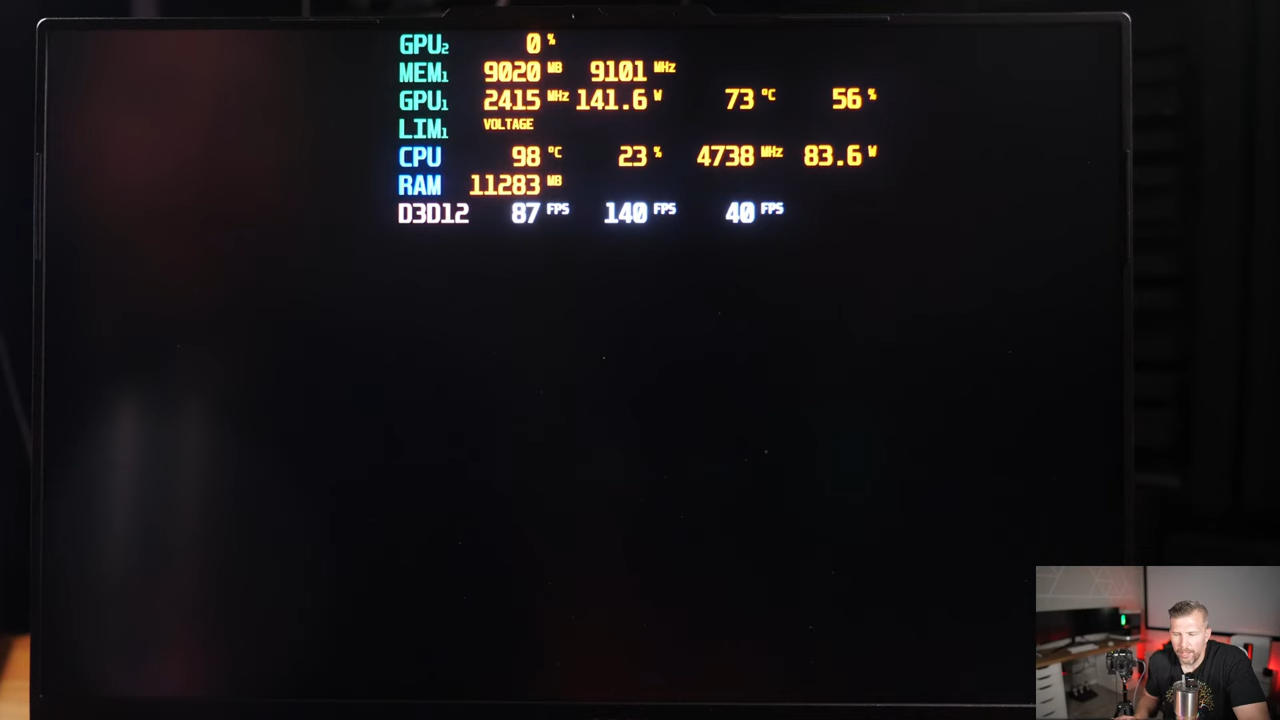 GPU2 0 %
MEM1 9020 MB 9101 MHz
GPU1 2415 MHz 141.6 W 73 °C 56 %
LIM1 VOLTAGE
CPU 98 °C 23 % 4738 MHz 83.6 W
RAM 11283 MB
D3D12 87 FPS 140 FPS 40 FPS